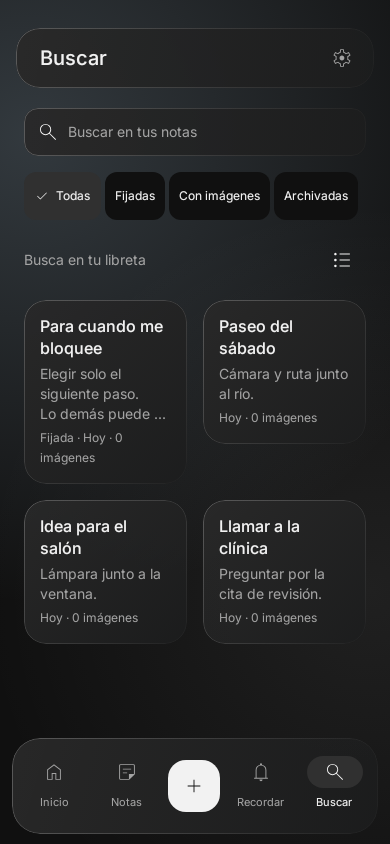 Buscar
Buscar en tus notas
Todas
Fijadas
Con imágenes
Archivadas
Busca en tu libreta
Para cuando me
bloquee
Elegir solo el
siguiente paso.
Lo demás puede ...
Fijada · Hoy · 0
imágenes
Paseo del
sábado
Cámara y ruta junto
al río.
Hoy · 0 imágenes
Idea para el
salón
Lámpara junto a la
ventana.
Hoy · 0 imágenes
Llamar a la
clínica
Preguntar por la
cita de revisión.
Hoy · 0 imágenes
Inicio
Notas
Recordar
Buscar